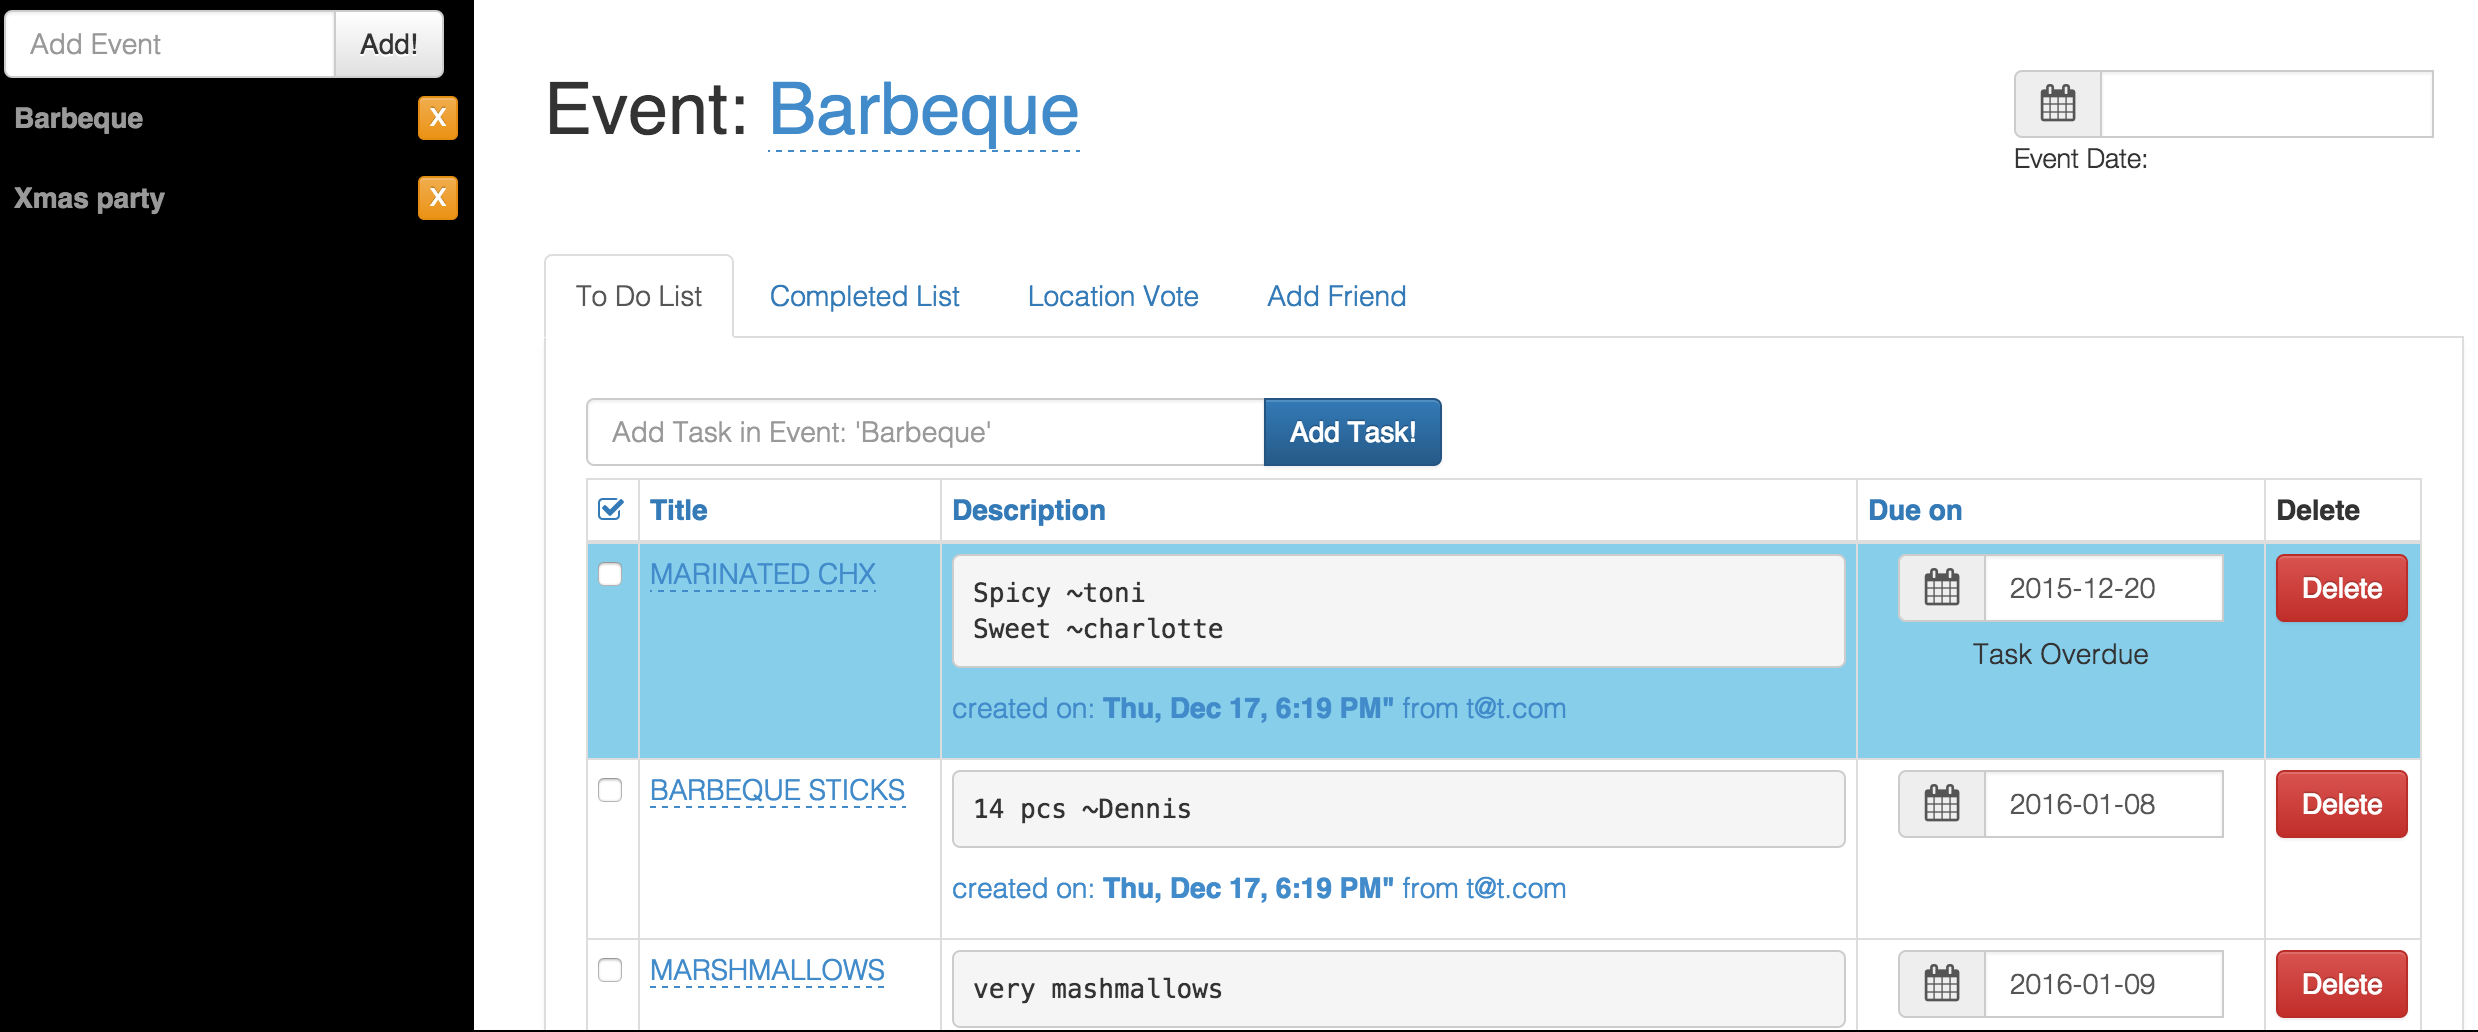 Add Event Add!
Barbeque X
Xmas party X
Event: Barbeque
Event Date:
To Do List Completed List Location Vote Add Friend
Add Task in Event: 'Barbeque' Add Task!
Title Description Due on Delete
MARINATED CHX Spicy ~toni 2015-12-20 Delete
Sweet ~charlotte
Task Overdue
created on: Thu, Dec 17, 6:19 PM" from t@t.com
BARBEQUE STICKS 14 pcs ~Dennis 2016-01-08 Delete
created on: Thu, Dec 17, 6:19 PM" from t@t.com
MARSHMALLOWS very mashmallows 2016-01-09 Delete